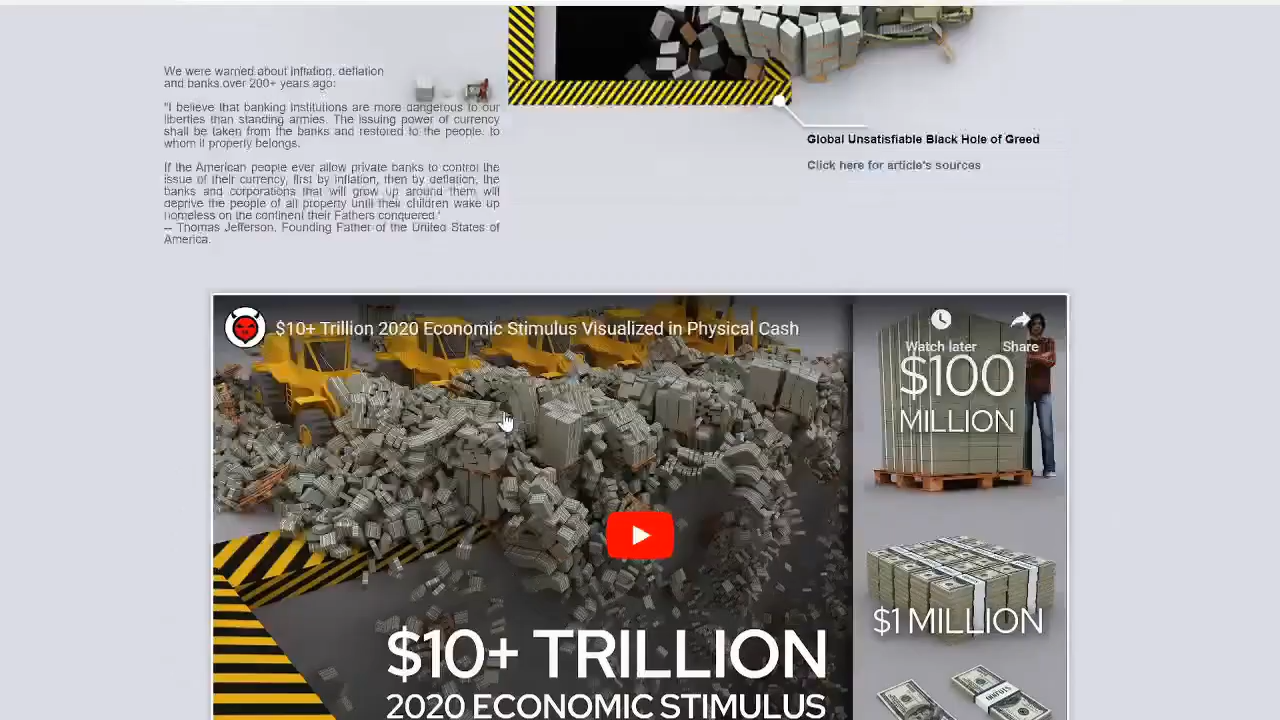 We were warned about inflation, deflation
and banks over 200+ years ago:
"I believe that banking institutions are more dangerous to our
liberties than standing armies. The issuing power of currency
shall be taken from the banks and restored to the people, to
whom it properly belongs.
If the American people ever allow private banks to control the
issue of their currency, first by inflation, then by deflation, the
banks and corporations that will grow up around them will
deprive the people of all property until their children wake up
homeless on the continent their Fathers conquered."
-- Thomas Jefferson, Founding Father of the United States of
America.
Global Unsatisfiable Black Hole of Greed
Click here for article's sources
$10+ Trillion 2020 Economic Stimulus Visualized in Physical Cash
Watch later
Share
$100
MILLION
$1 MILLION
$10+ TRILLION
2020 ECONOMIC STIMULUS